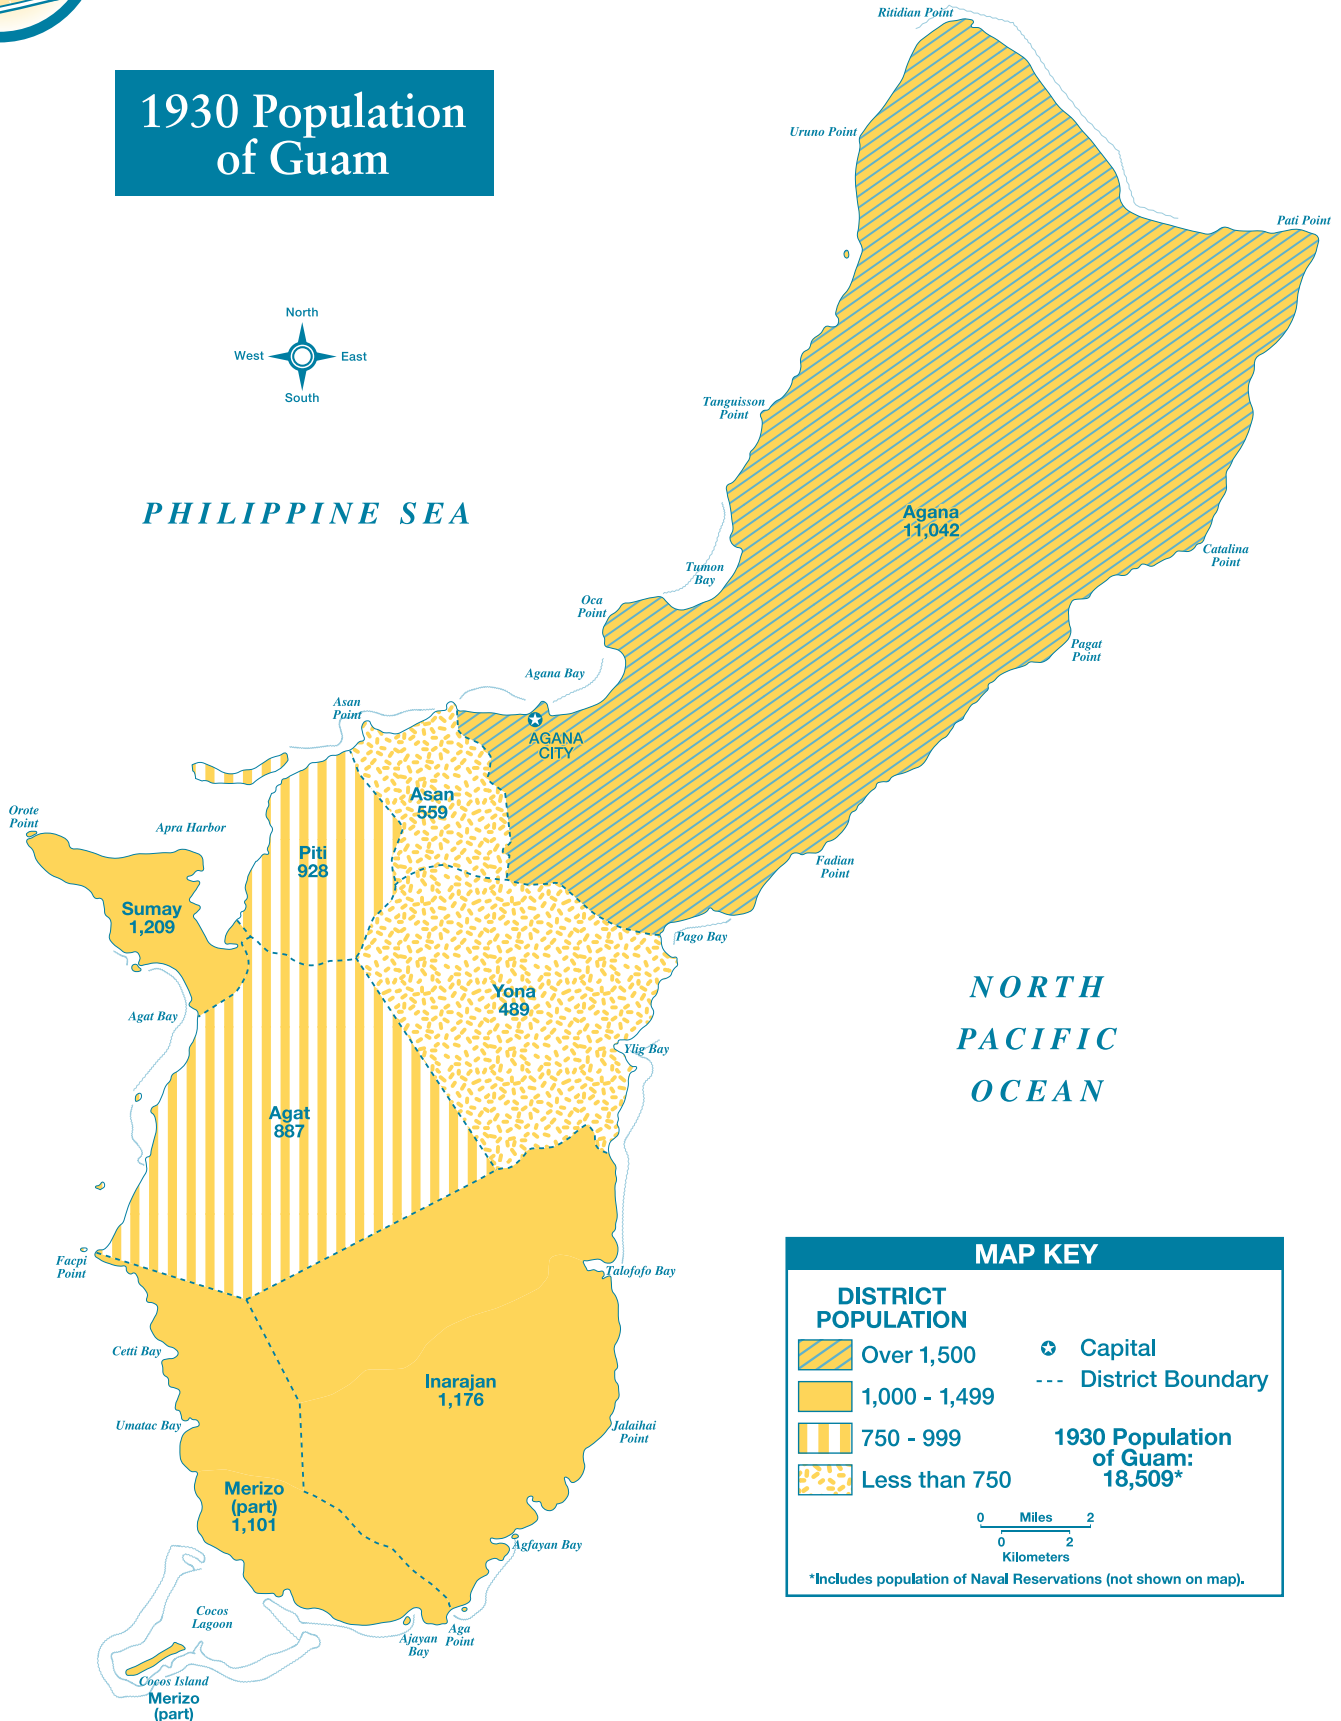 1930 Population
of Guam
Ritidian Point
Uruno Point
Pati Point
North
West
East
South
Tanguisson
Point
PHILIPPINE SEA
Agana
11,042
Catalina
Point
Tumon
Bay
Oca
Point
Pagat
Point
Agana Bay
Asan
Point
AGANA
CITY
Asan
559
Orote
Point
Apra Harbor
Piti
928
Fadian
Point
Sumay
1,209
Pago Bay
Yona
489
NORTH
PACIFIC
OCEAN
Agat Bay
Ylig Bay
Agat
887
Facpi
Point
Talofofo Bay
Cetti Bay
Inarajan
1,176
Umatac Bay
Jalaihai
Point
Merizo
(part)
1,101
Agfayan Bay
Cocos
Lagoon
Ajayan
Bay
Aga
Point
Cocos Island
Merizo
(part)
MAP KEY
DISTRICT
POPULATION
Over 1,500
1,000 - 1,499
750 - 999
Less than 750
Capital
District Boundary
1930 Population
of Guam:
18,509*
0 Miles 2
0 2
Kilometers
*Includes population of Naval Reservations (not shown on map).